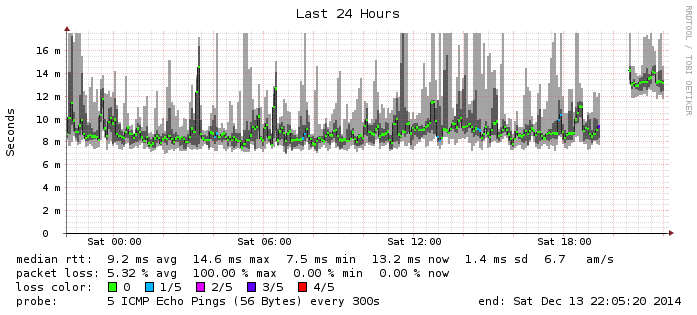 Last 24 Hours
RRDTOOL / TOBI OETIKER
Seconds
16 m
14 m
12 m
10 m
8 m
6 m
4 m
2 m
0
Sat 00:00 Sat 06:00 Sat 12:00 Sat 18:00
median rtt: 9.2 ms avg 14.6 ms max 7.5 ms min 13.2 ms now 1.4 ms sd 6.7 am/s
packet loss: 5.32 % avg 100.00 % max 0.00 % min 0.00 % now
loss color: 0 1/5 2/5 3/5 4/5
probe: 5 ICMP Echo Pings (56 Bytes) every 300s end: Sat Dec 13 22:05:20 2014